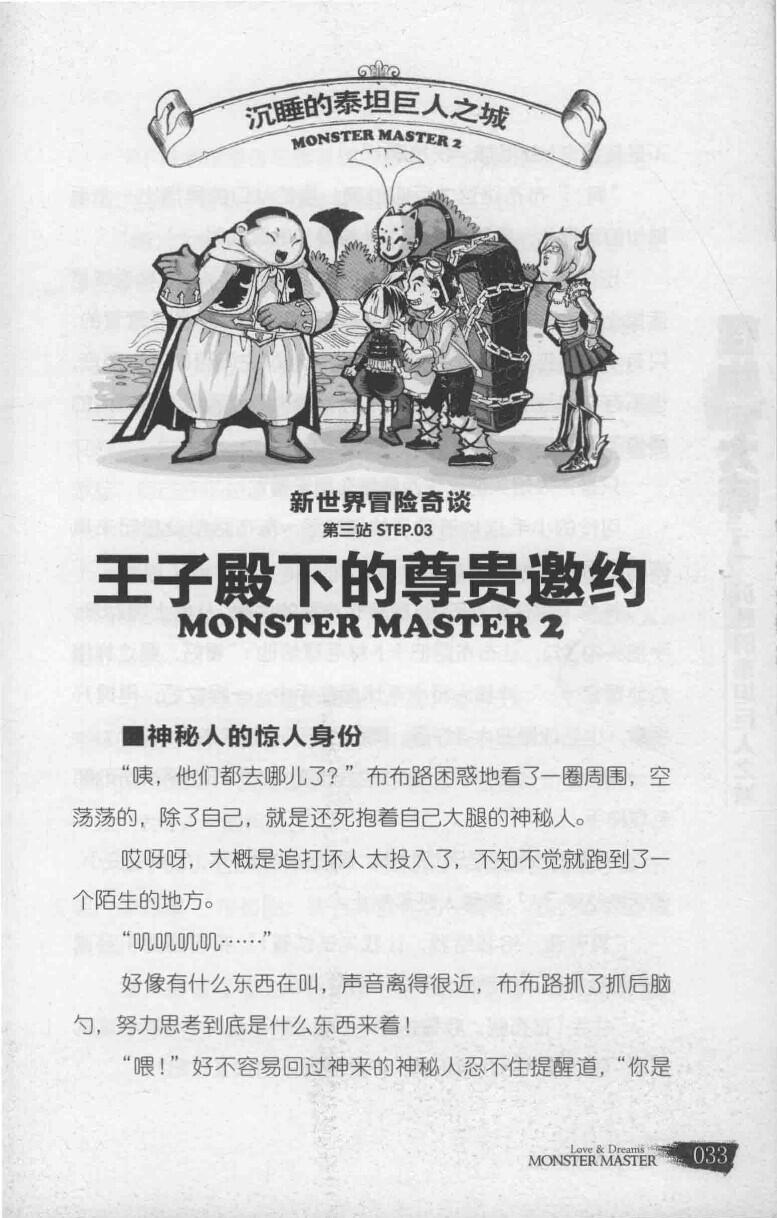 沉睡的泰坦巨人之城
MONSTER MASTER 2
新世界冒险奇谈
第三站 STEP.03
王子殿下的尊贵邀约
MONSTER MASTER 2
■神秘人的惊人身份
“咦，他们都去哪儿了？”布布路困惑地看了一圈周围，空
荡荡的，除了自己，就是还死抱着自己大腿的神秘人。
哎呀呀，大概是追打坏人太投入了，不知不觉就跑到了一
个陌生的地方。
“叽叽叽叽……”
好像有什么东西在叫，声音离得很近，布布路抓了抓后脑
勺，努力思考到底是什么东西来着！
“喂！”好不容易回过神来的神秘人忍不住提醒道，“你是
Love & Dreams
MONSTER MASTER
033